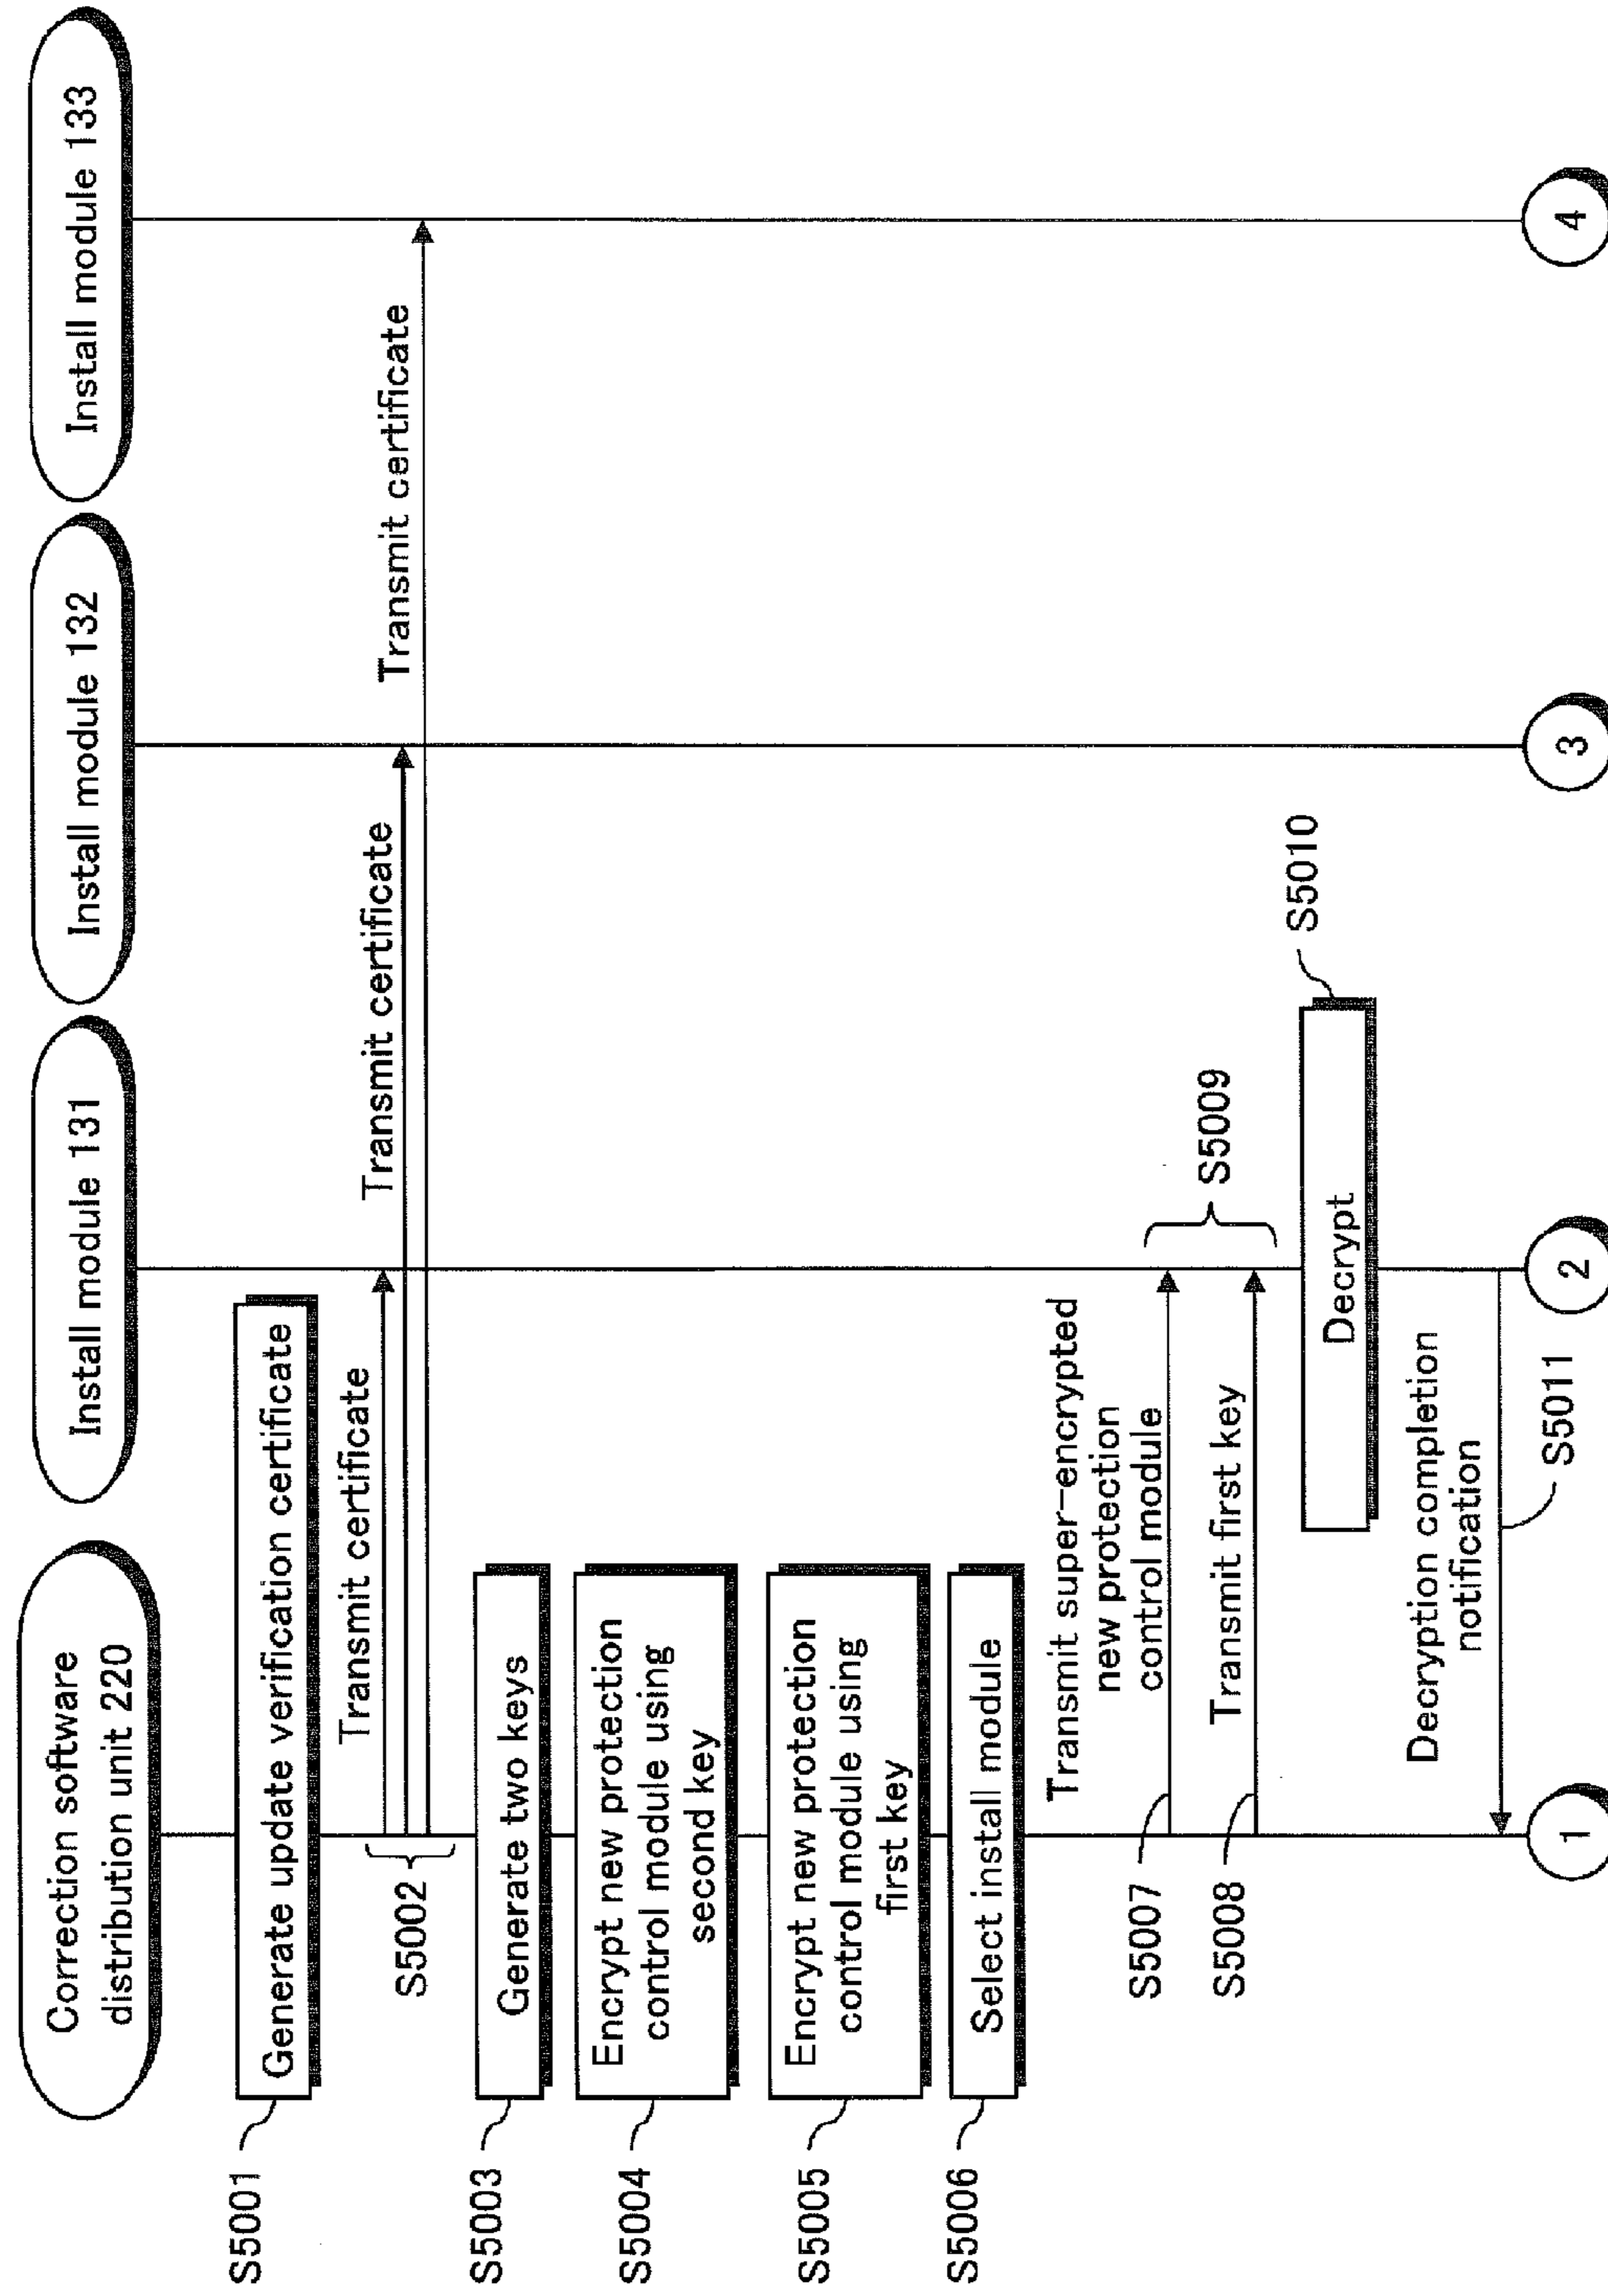 Correction software
distribution unit 220
Install module 131
Install module 132
Install module 133
S5001
Generate update verification certificate
Transmit certificate
Transmit certificate
Transmit certificate
S5002
S5003
Generate two keys
S5004
Encrypt new protection
control module using
second key
S5005
Encrypt new protection
control module using
first key
S5006
Select install module
Transmit super-encrypted
new protection
control module
S5007
Transmit first key
S5008
S5009
Decrypt
S5010
Decryption completion
notification
S5011
1
2
3
4